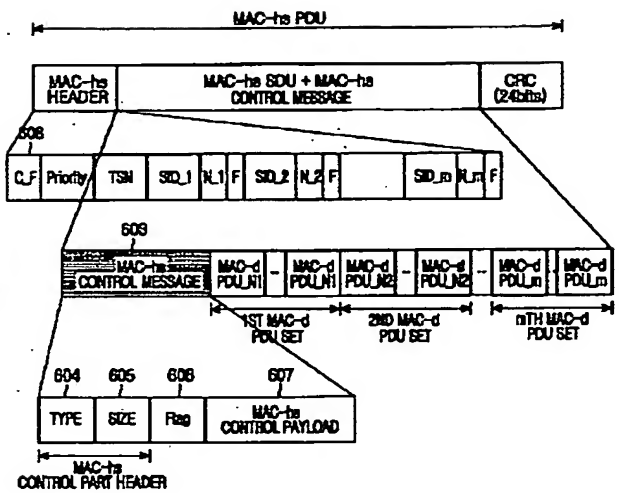 MAC-hs PDU
MAC-hs HEADER
MAC-hs SDU + MAC-hs CONTROL MESSAGE
CRC (24bits)
608
C_F Priority TSN SID_1 N_1 F SID_2 N_2 F SID_m N_m F
603
MAC-hs CONTROL MESSAGE
MAC-d PDU_N1 MAC-d PDU_N1 MAC-d PDU_N2 MAC-d PDU_N2 MAC-d PDU_m MAC-d PDU_m
1ST MAC-d PDU SET
2ND MAC-d PDU SET
mTH MAC-d PDU SET
604 605 606 607
TYPE SIZE Flag MAC-hs CONTROL PAYLOAD
MAC-hs CONTROL PART HEADER